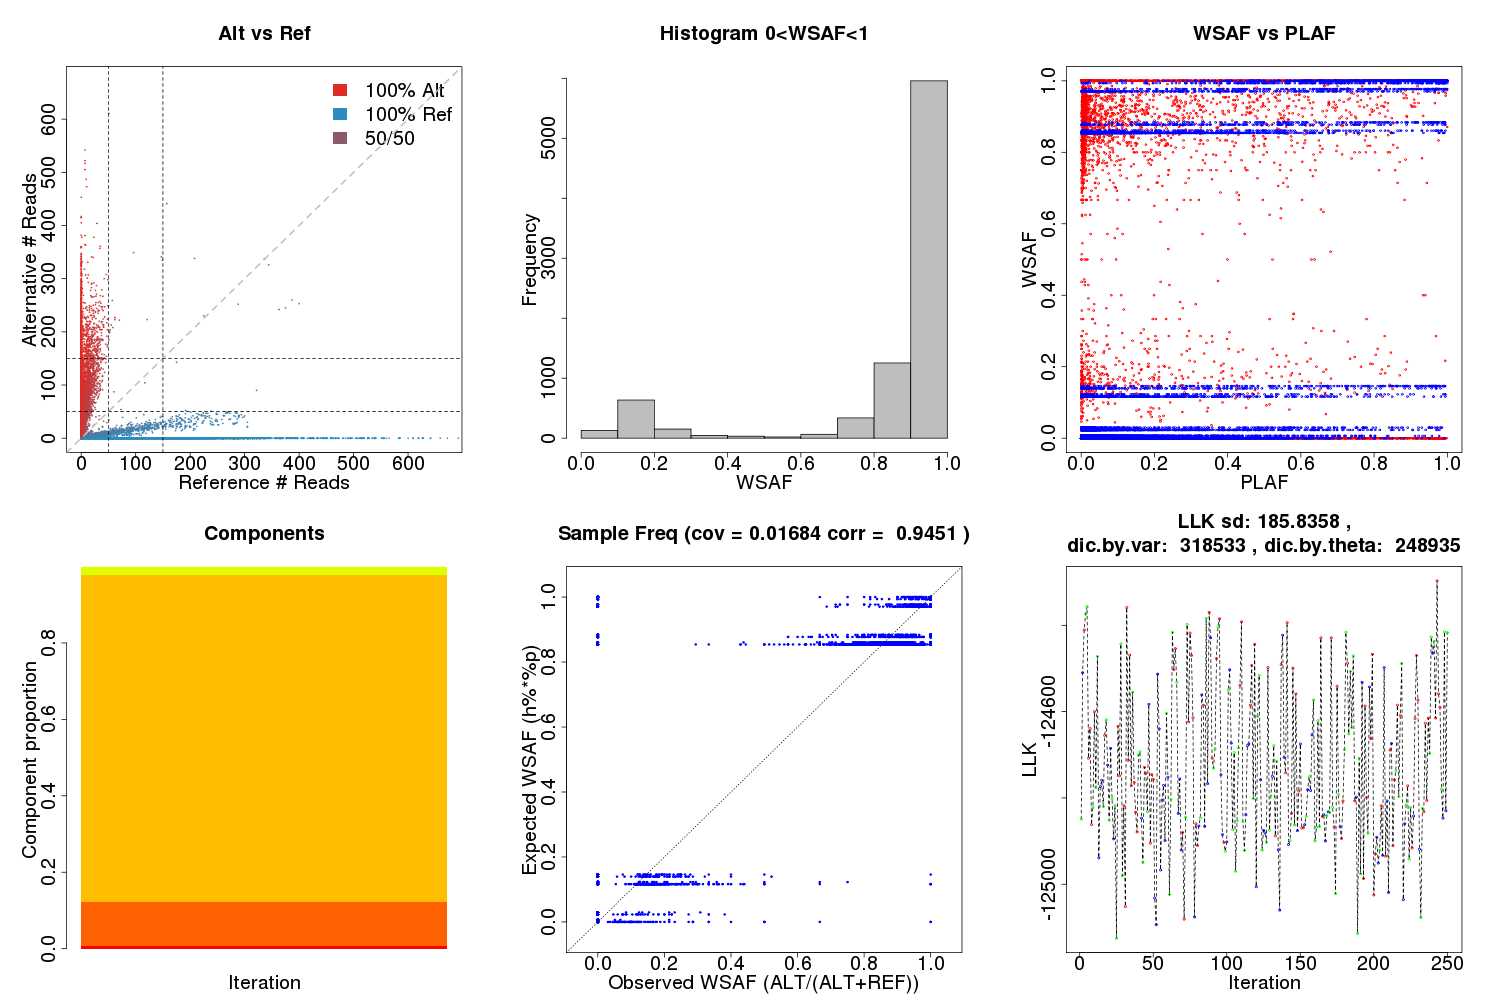 Alt vs Ref
Alternative # Reads
0 100 200 300 400 500 600
100% Alt
100% Ref
50/50
0 100 200 300 400 500 600
Reference # Reads
Histogram 0<WSAF<1
Frequency
0 1000 3000 5000
0.0 0.2 0.4 0.6 0.8 1.0
WSAF
WSAF vs PLAF
WSAF
0.0 0.2 0.4 0.6 0.8 1.0
0.0 0.2 0.4 0.6 0.8 1.0
PLAF
Components
Component proportion
0.0 0.2 0.4 0.6 0.8
Iteration
Sample Freq (cov = 0.01684 corr = 0.9451 )
Expected WSAF (h%*%p)
0.0 0.2 0.4 0.6 0.8 1.0
0.0 0.2 0.4 0.6 0.8 1.0
Observed WSAF (ALT/(ALT+REF))
LLK sd: 185.8358 ,
dic.by.var: 318533 , dic.by.theta: 248935
LLK
-125000 -124600
0 50 100 150 200 250
Iteration